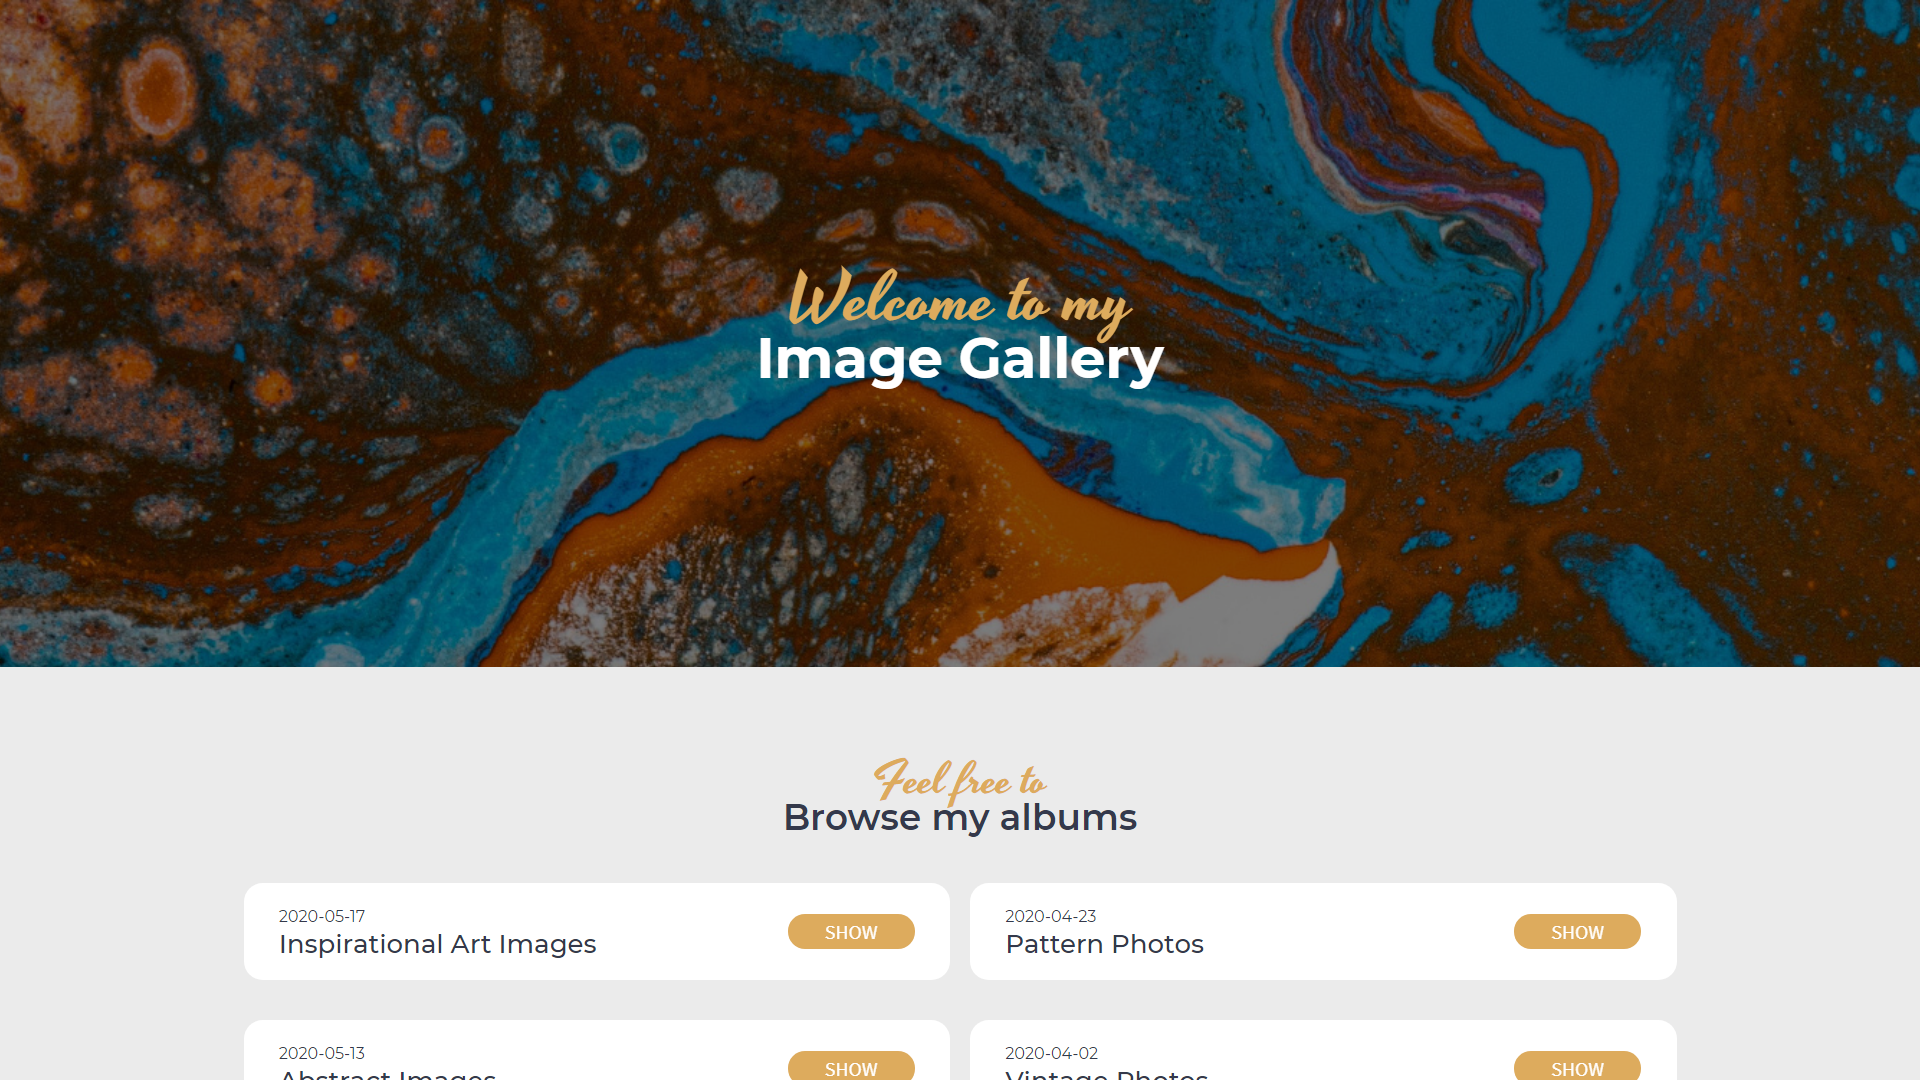 Welcome to my
Image Gallery
Feel free to
Browse my albums
2020-05-17
Inspirational Art Images
SHOW
2020-04-23
Pattern Photos
SHOW
2020-05-13
Abstract Images
SHOW
2020-04-02
Vintage Photos
SHOW